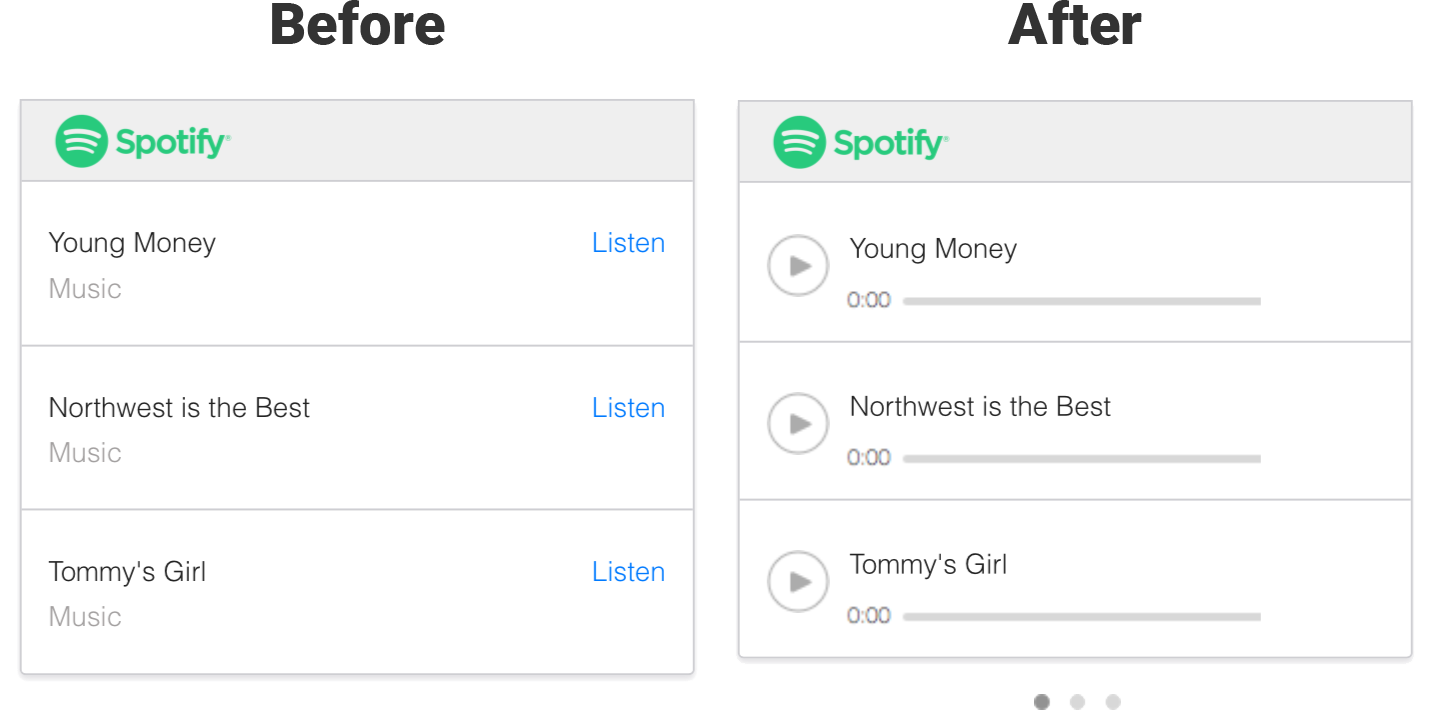 Before
After
Spotify
Young Money
Listen
Music
Northwest is the Best
Listen
Music
Tommy's Girl
Listen
Music
Spotify
Young Money
0:00
Northwest is the Best
0:00
Tommy's Girl
0:00